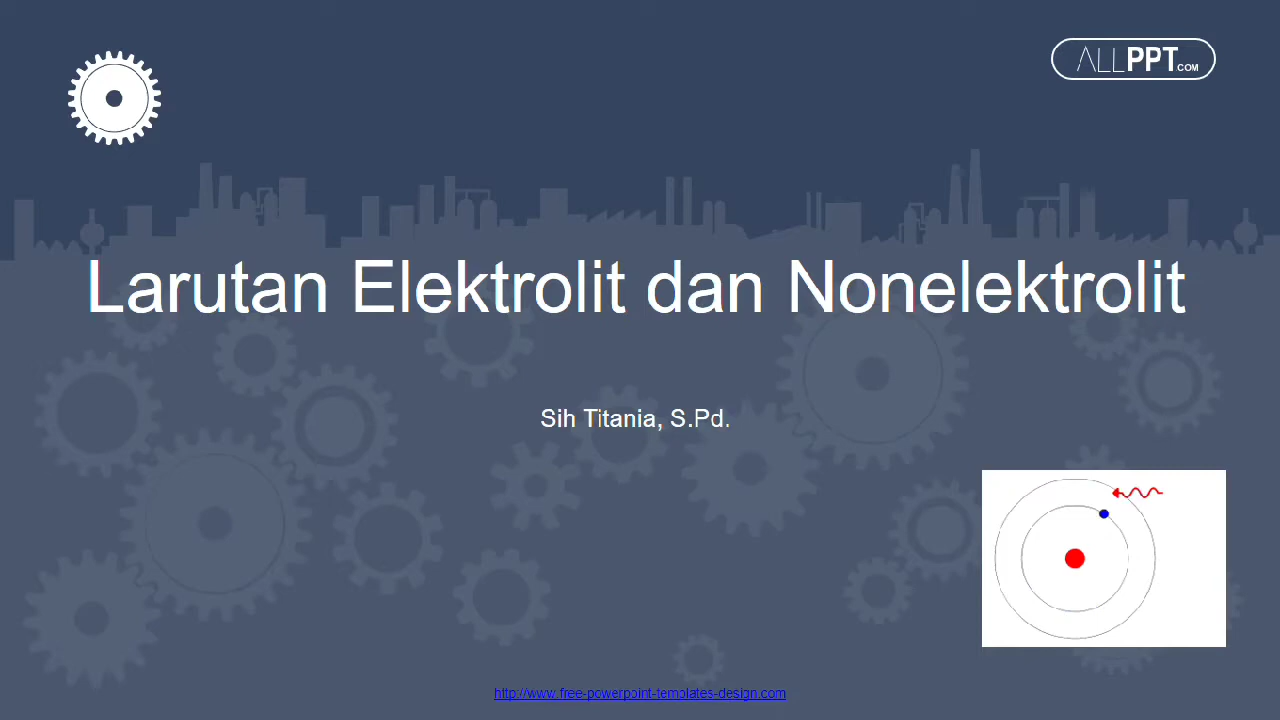 ALLPPT.COM
Larutan Elektrolit dan Nonelektrolit
Sih Titania, S.Pd.
http://www.free-powerpoint-templates-design.com